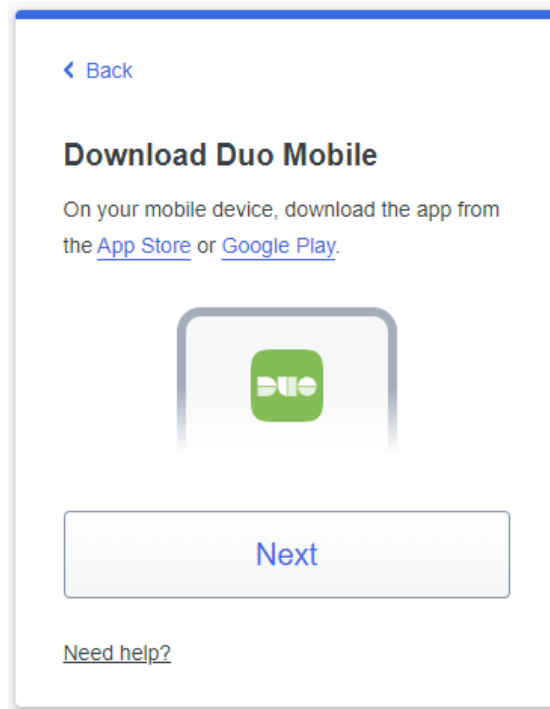 Back
Download Duo Mobile
On your mobile device, download the app from
the App Store or Google Play.
DUO
Next
Need help?